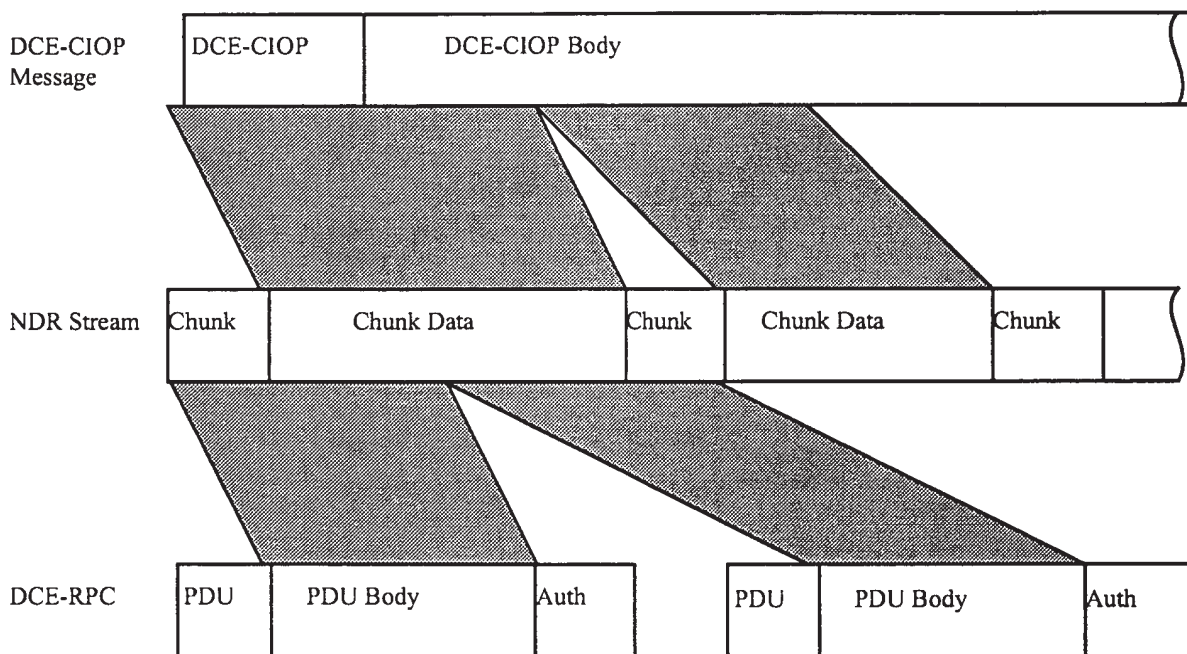 DCE-CIOP
Message
DCE-CIOP
DCE-CIOP Body
NDR Stream
Chunk
Chunk Data
Chunk
Chunk Data
Chunk
DCE-RPC
PDU
PDU Body
Auth
PDU
PDU Body
Auth